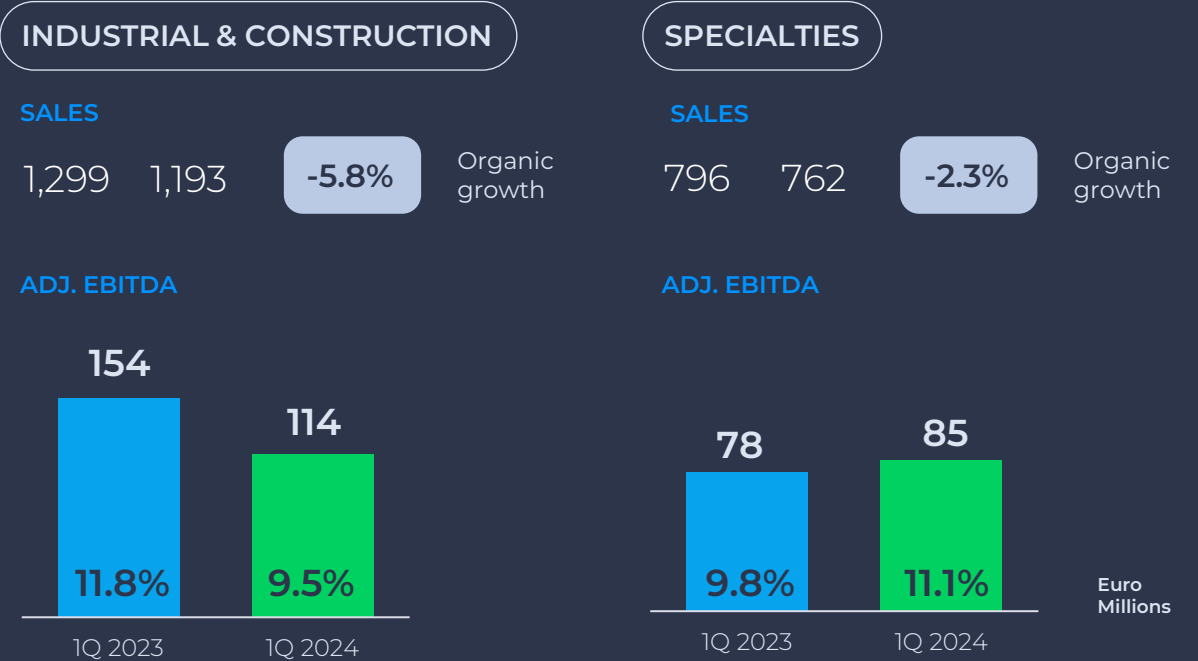 INDUSTRIAL & CONSTRUCTION
SALES
1,299 1,193 -5.8% Organic
growth
ADJ. EBITDA
154
114
11.8% 9.5%
1Q 2023 1Q 2024
SPECIALTIES
SALES
796 762 -2.3% Organic
growth
ADJ. EBITDA
78
85
9.8% 11.1%
1Q 2023 1Q 2024
Euro
Millions